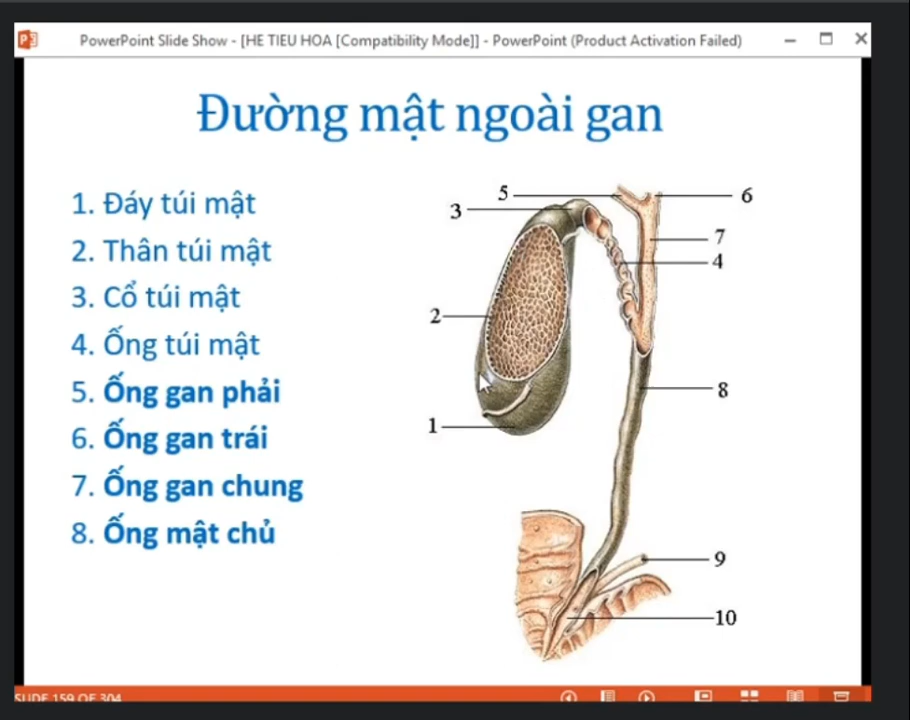 PowerPoint Slide Show - [HE TIEU HOA [Compatibility Mode]] - PowerPoint (Product Activation Failed)
Đường mật ngoài gan
1. Đáy túi mật
2. Thân túi mật
3. Cổ túi mật
4. Ống túi mật
5. Ống gan phải
6. Ống gan trái
7. Ống gan chung
8. Ống mật chủ
5
6
3
7
4
2
8
1
9
10
SLIDE 159 OF 304